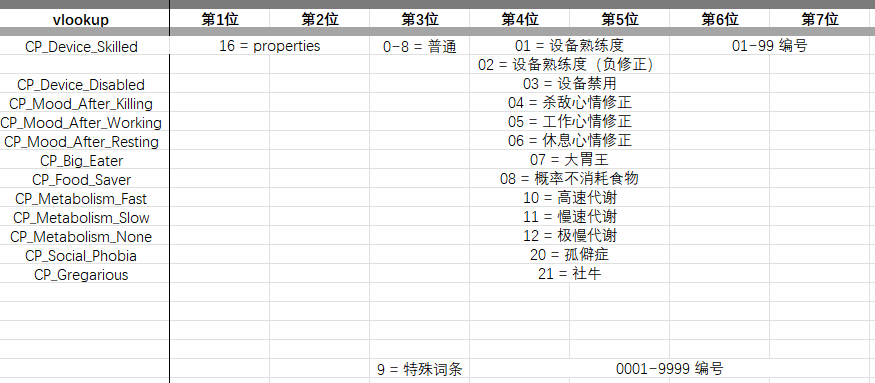 vlookup 第1位 第2位 第3位 第4位 第5位 第6位 第7位
CP_Device_Skilled 16 = properties 0-8 = 普通 01 = 设备熟练度 01-99 编号
02 = 设备熟练度（负修正）
CP_Device_Disabled 03 = 设备禁用
CP_Mood_After_Killing 04 = 杀敌心情修正
CP_Mood_After_Working 05 = 工作心情修正
CP_Mood_After_Resting 06 = 休息心情修正
CP_Big_Eater 07 = 大胃王
CP_Food_Saver 08 = 概率不消耗食物
CP_Metabolism_Fast 10 = 高速代谢
CP_Metabolism_Slow 11 = 慢速代谢
CP_Metabolism_None 12 = 极慢代谢
CP_Social_Phobia 20 = 孤僻症
CP_Gregarious 21 = 社牛
9 = 特殊词条 0001-9999 编号